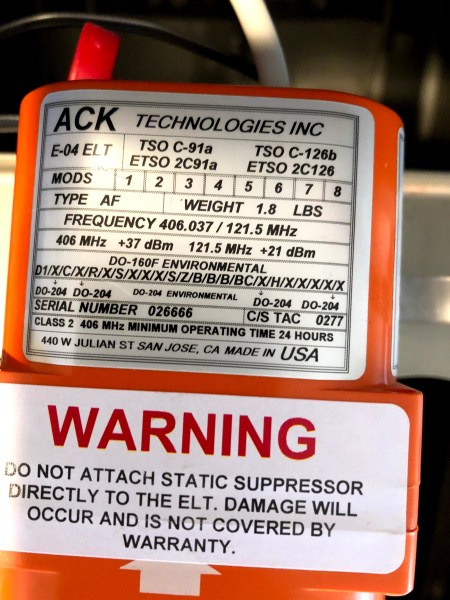 ACK TECHNOLOGIES INC
E-04 ELT TSO C-91a TSO C-126b
ETSO 2C91a ETSO 2C126
MODS 1 2 3 4 5 6 7 8
TYPE AF WEIGHT 1.8 LBS
FREQUENCY 406.037 / 121.5 MHz
406 MHz +37 dBm 121.5 MHz +21 dBm
DO-160F ENVIRONMENTAL
D1/X/C/X/R/X/S/X/X/X/S/Z/B/B/B/BC/X/H/X/X/X/X/X
↓ ↓ ↓ ↓
DO-204 DO-204 DO-204 ENVIRONMENTAL DO-204 DO-204
SERIAL NUMBER 026666 C/S TAC 0277
CLASS 2 406 MHz MINIMUM OPERATING TIME 24 HOURS
440 W JULIAN ST SAN JOSE, CA MADE IN USA
WARNING
DO NOT ATTACH STATIC SUPPRESSOR
DIRECTLY TO THE ELT. DAMAGE WILL
OCCUR AND IS NOT COVERED BY
WARRANTY.